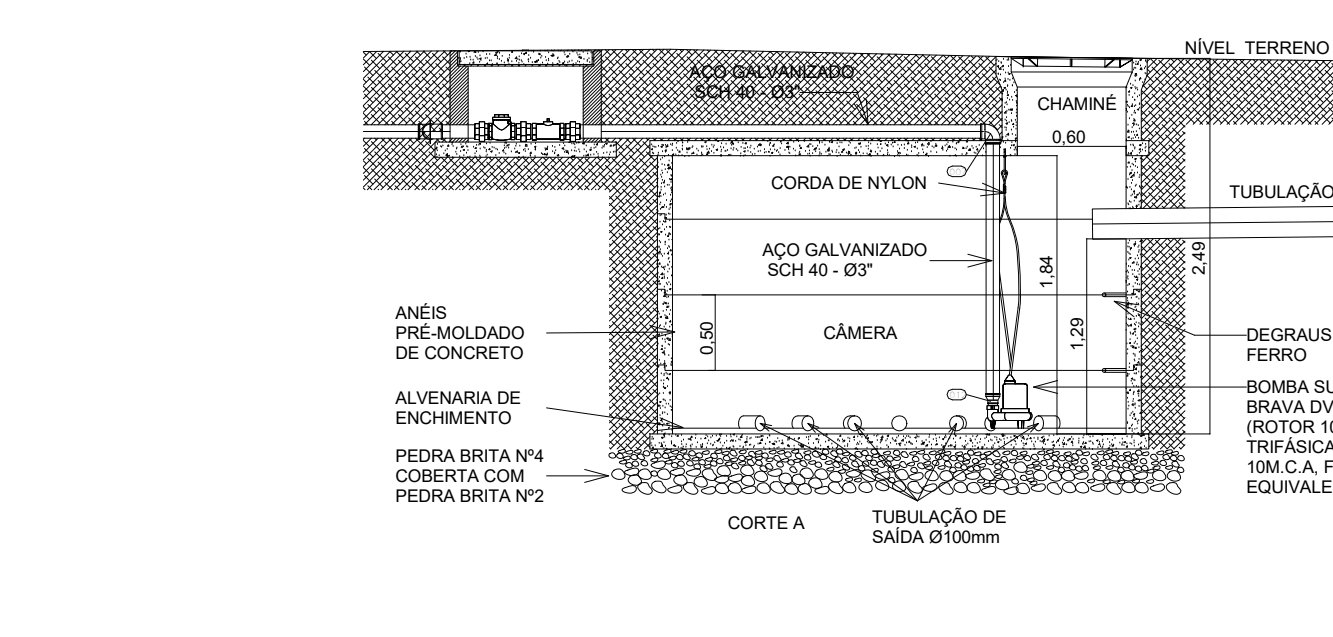 NÍVEL TERRENO
AÇO GALVANIZADO
SCH 40 - Ø3"
CHAMINÉ
0,60
CORDA DE NYLON
TUBULAÇÃO
AÇO GALVANIZADO
SCH 40 - Ø3"
1,84
2,49
ANÉIS
PRÉ-MOLDADO
DE CONCRETO
0,50
CÂMERA
1,29
DEGRAUS
FERRO
ALVENARIA DE
ENCHIMENTO
BOMBA SU
BRAVA DV
(ROTOR 10
TRIFÁSICA
10M.C.A, F
EQUIVALE
PEDRA BRITA Nº4
COBERTA COM
PEDRA BRITA Nº2
CORTE A
TUBULAÇÃO DE
SAÍDA Ø100mm